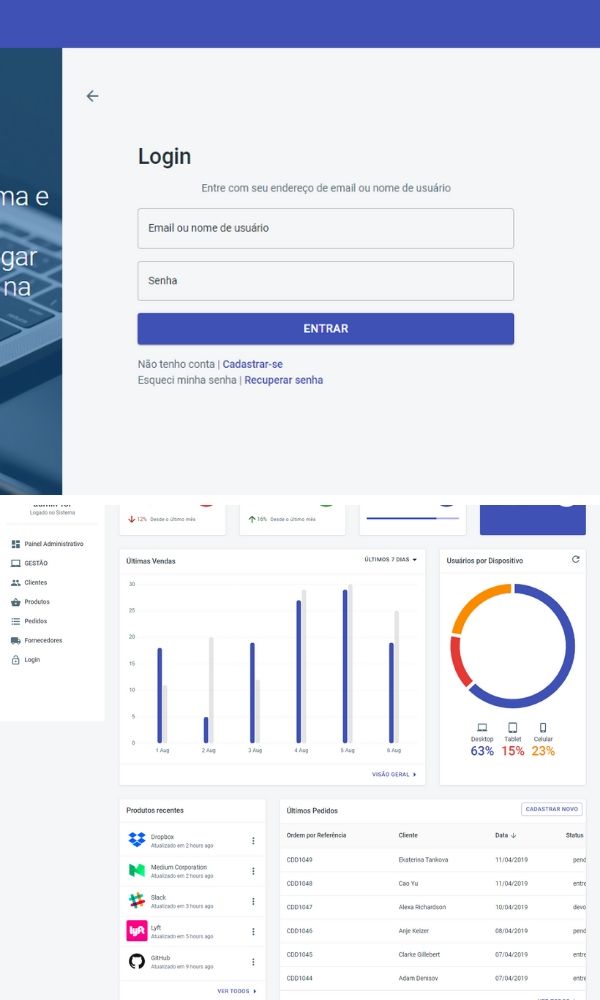 ma e
gar
na
Login
Entre com seu endereço de email ou nome de usuário
Email ou nome de usuário
Senha
ENTRAR
Não tenho conta | Cadastrar-se
Esqueci minha senha | Recuperar senha
Logado no Sistema
Painel Administrativo
GESTÃO
Clientes
Produtos
Pedidos
Fornecedores
Login
12% Desde o último mês
16% Desde o último mês
Últimas Vendas
ÚLTIMOS 7 DIAS
30
25
20
15
10
5
0
1 Aug 2 Aug 3 Aug 4 Aug 5 Aug 6 Aug
VISÃO GERAL
Usuários por Dispositivo
Desktop Tablet Celular
63% 15% 23%
Produtos recentes
Dropbox
Atualizado em 2 hours ago
Medium Corporation
Atualizado em 2 hours ago
Slack
Atualizado em 3 hours ago
lyft
Lyft
Atualizado em 5 hours ago
GitHub
Atualizado em 9 hours ago
VER TODOS
Últimos Pedidos
CADASTRAR NOVO
Ordem por Referência Cliente Data Status
CDD1049 Ekaterina Tankova 11/04/2019 pend
CDD1048 Cao Yu 11/04/2019 entre
CDD1047 Alexa Richardson 10/04/2019 devo
CDD1046 Anje Keizer 08/04/2019 pend
CDD1045 Clarke Gillebert 07/04/2019 entre
CDD1044 Adam Denisov 07/04/2019 entre